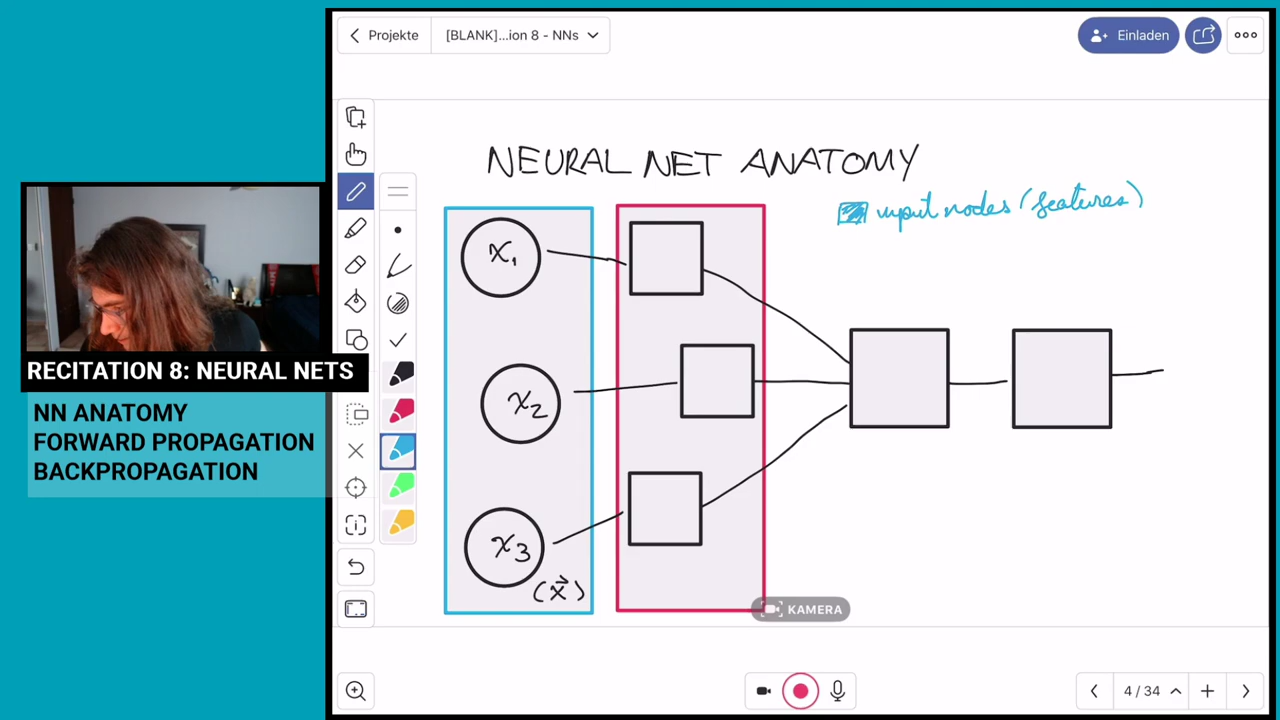 Projekte
[BLANK]...ion 8 - NNs
Einladen
NEURAL NET ANATOMY
input nodes (features)
x₁
x₂
x₃
(x⃗)
RECITATION 8: NEURAL NETS
NN ANATOMY
FORWARD PROPAGATION
BACKPROPAGATION
KAMERA
4 / 34